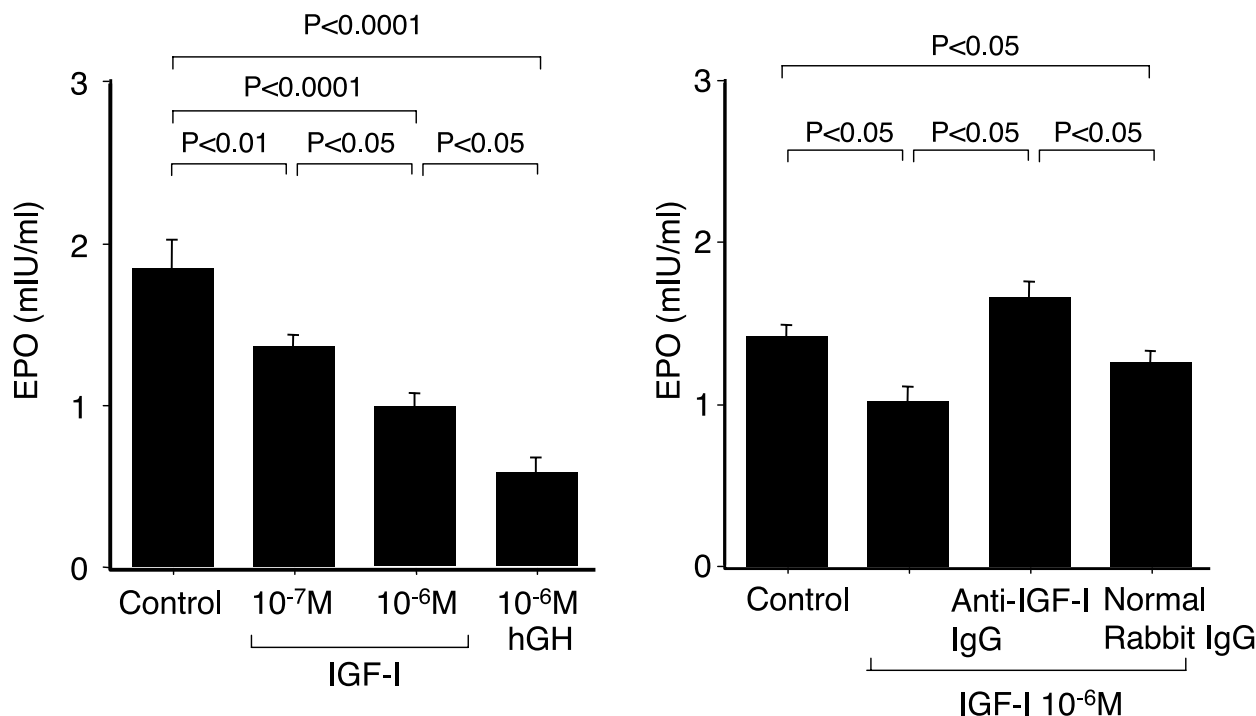 P<0.0001
P<0.0001
P<0.01 P<0.05 P<0.05
3
2
1
0
EPO (mIU/ml)
Control 10⁻⁷M 10⁻⁶M 10⁻⁶M
hGH
IGF-I
P<0.05
P<0.05 P<0.05 P<0.05
3
2
1
0
EPO (mIU/ml)
Control Anti-IGF-I Normal
IgG Rabbit IgG
IGF-I 10⁻⁶M